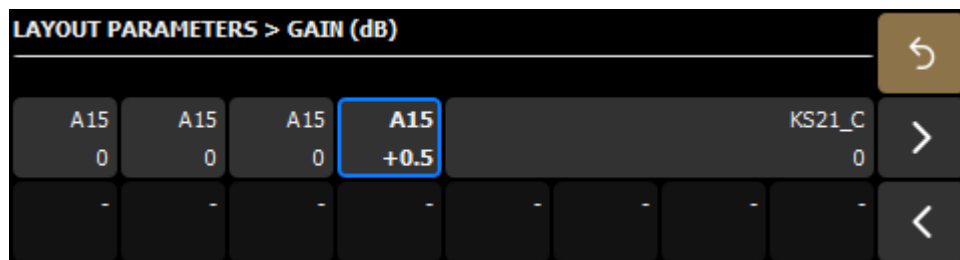 LAYOUT PARAMETERS > GAIN (dB)
A15 A15 A15 A15 KS21_C
0 0 0 +0.5 0
- - - - - - - -